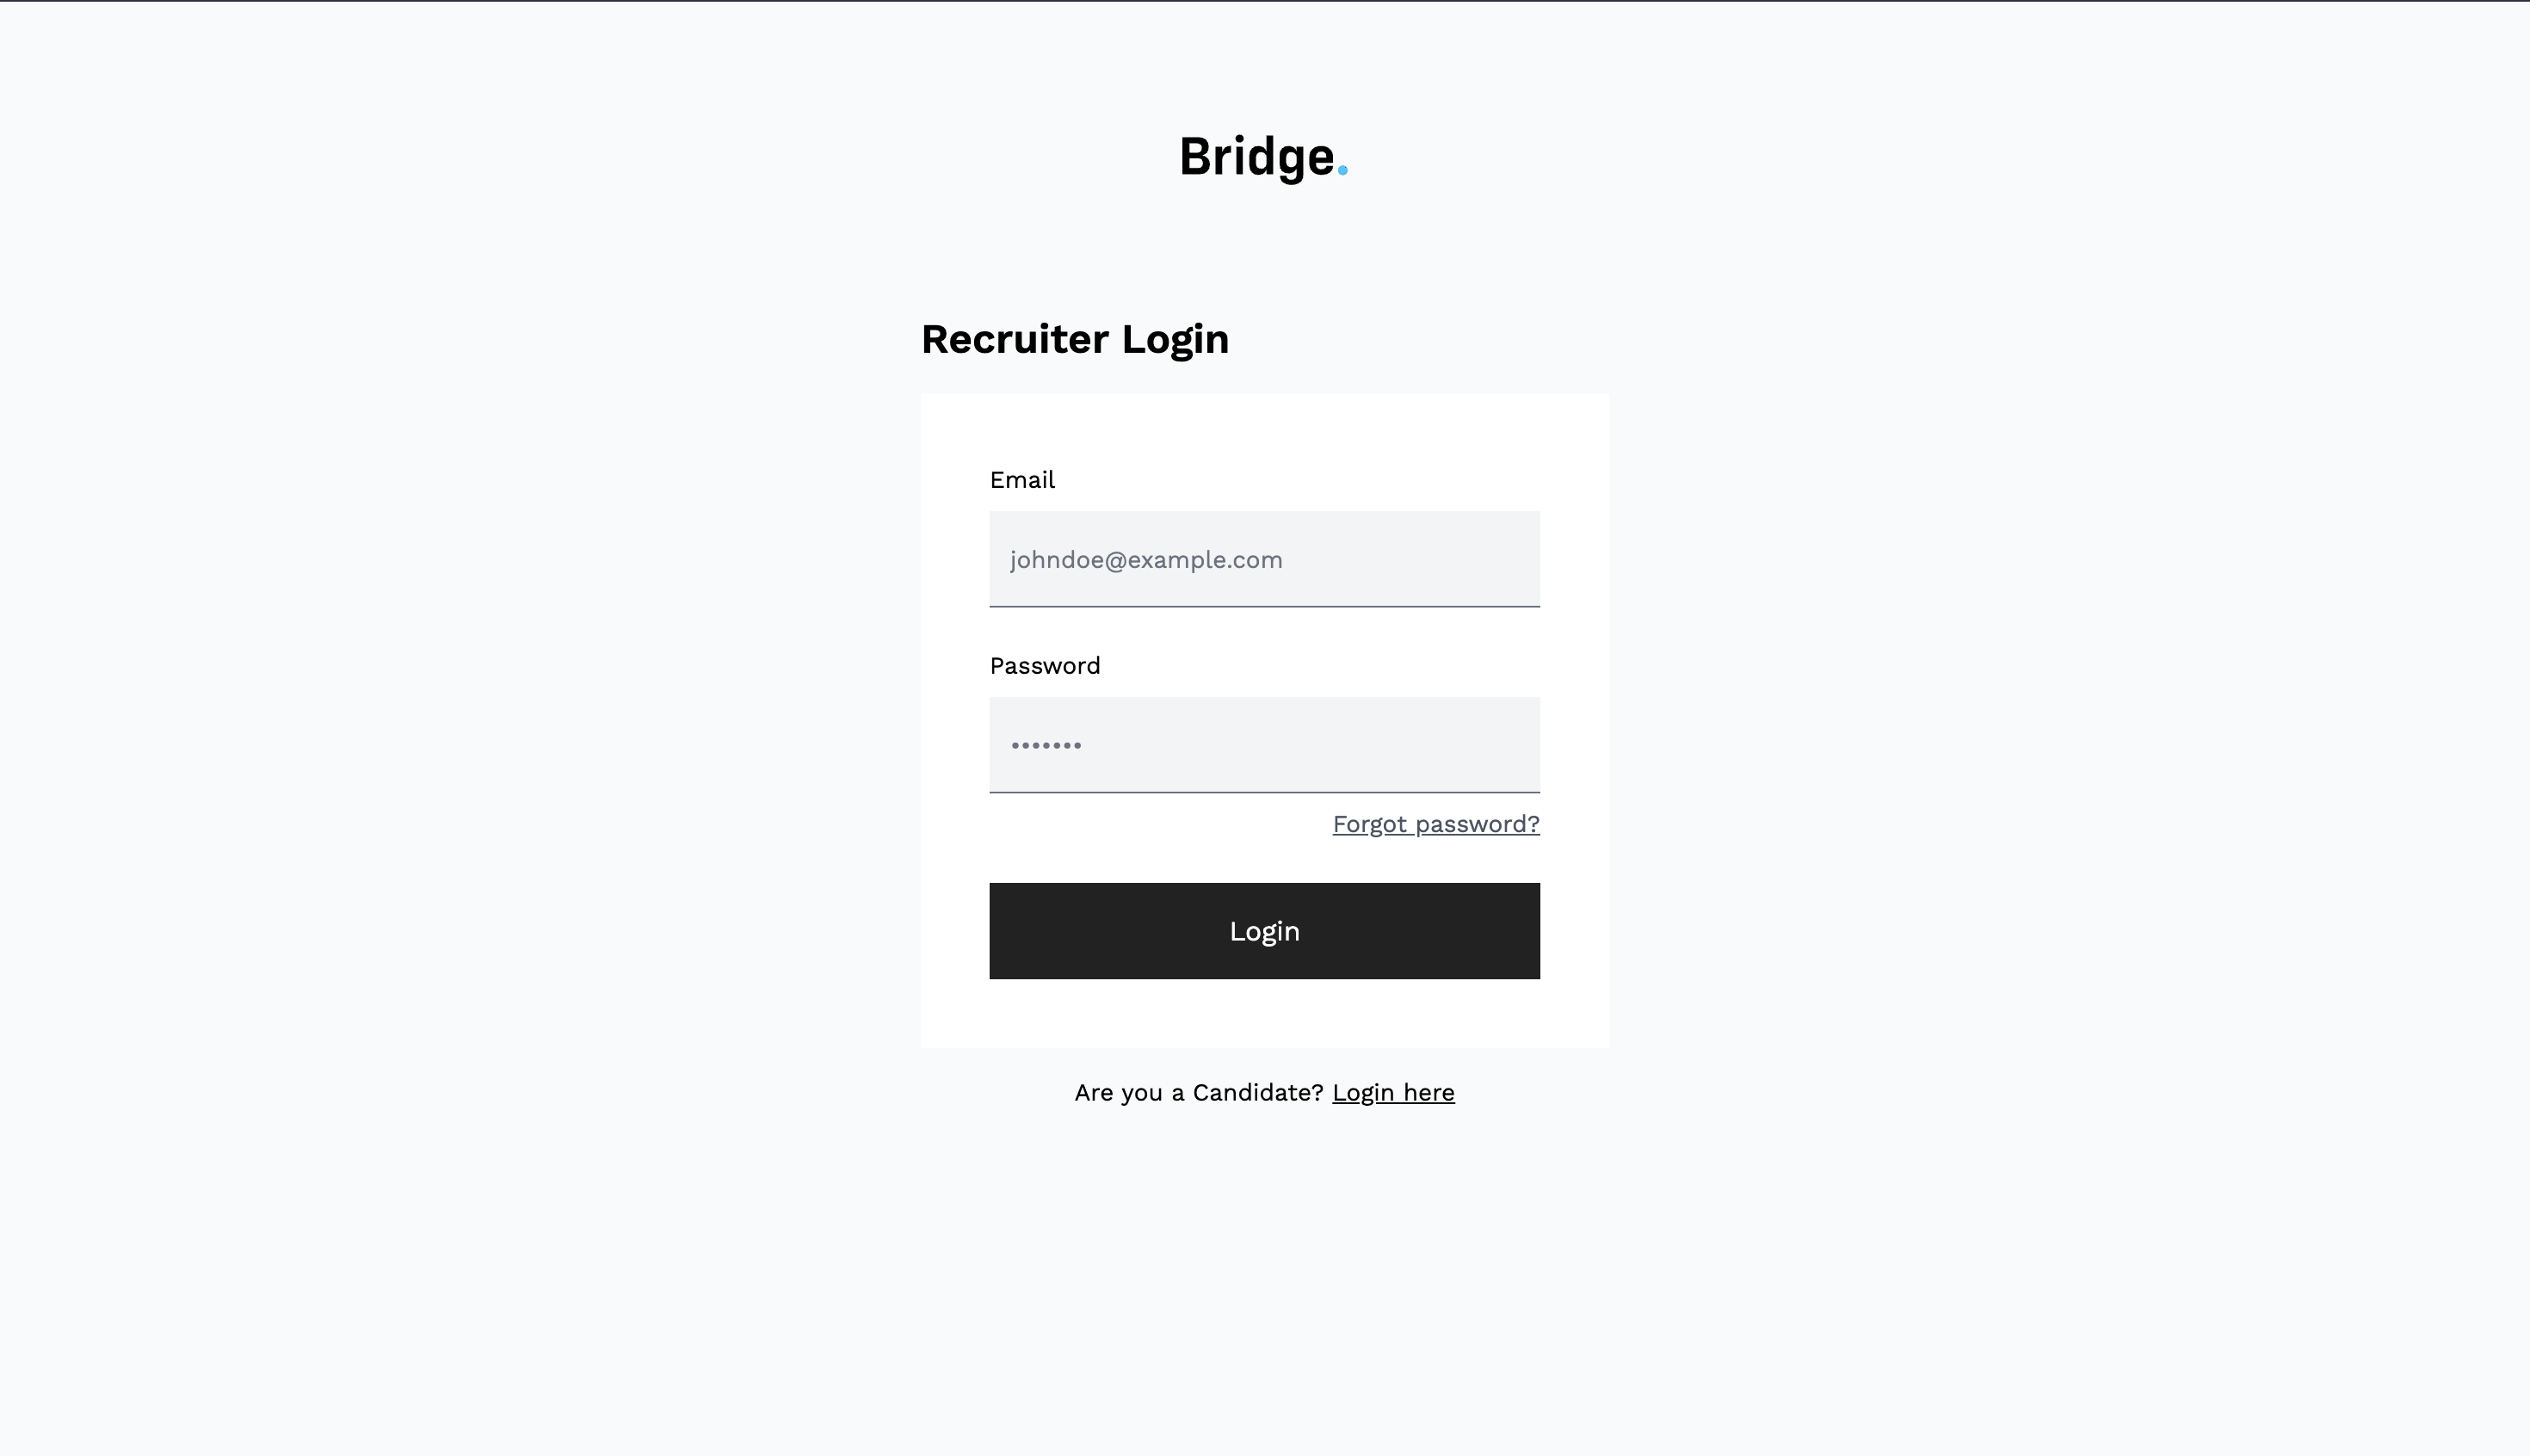 Bridge.
Recruiter Login
Email
johndoe@example.com
Password
•••••••
Forgot password?
Login
Are you a Candidate? Login here